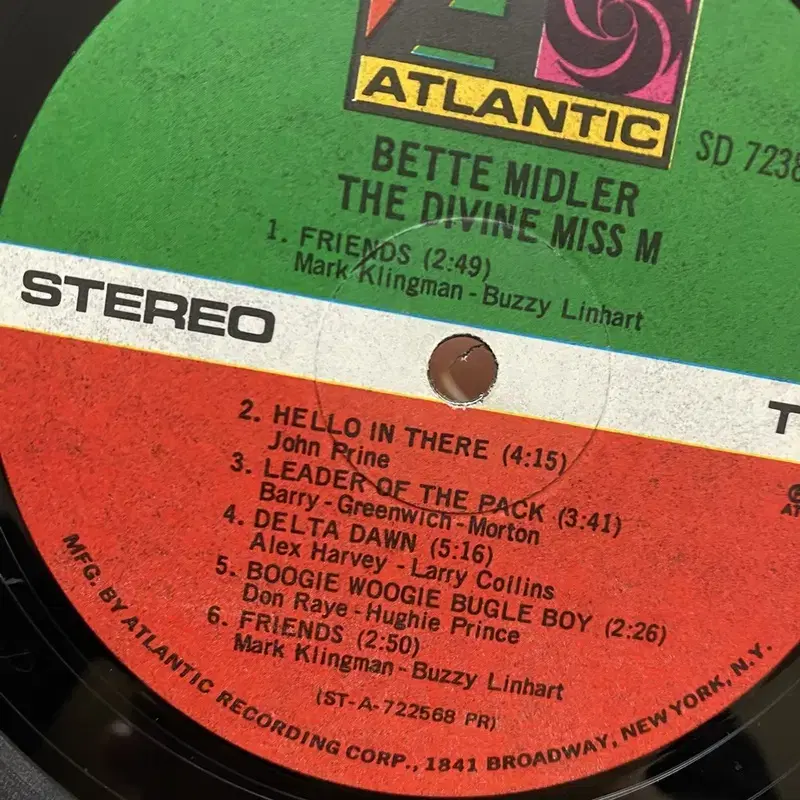 ATLANTIC
SD 7238
BETTE MIDLER
THE DIVINE MISS M
1. FRIENDS (2:49)
Mark Klingman - Buzzy Linhart
STEREO
2. HELLO IN THERE (4:15)
John Prine
3. LEADER OF THE PACK (3:41)
Barry - Greenwich - Morton
4. DELTA DAWN (5:16)
Alex Harvey - Larry Collins
5. BOOGIE WOOGIE BUGLE BOY (2:26)
Don Raye - Hughie Prince
6. FRIENDS (2:50)
Mark Klingman - Buzzy Linhart
(ST-A-722568 PR)
MFG. BY ATLANTIC RECORDING CORP., 1841 BROADWAY, NEW YORK, N.Y.